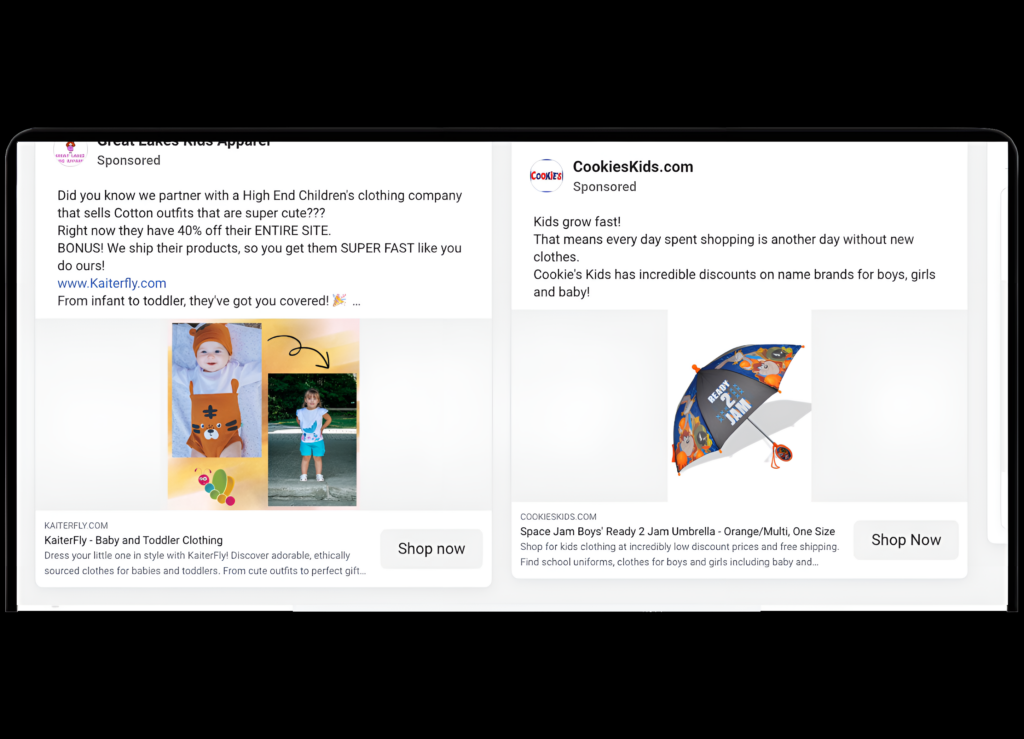 Great Lakes Kids Apparel
Sponsored
Did you know we partner with a High End Children's clothing company
that sells Cotton outfits that are super cute???
Right now they have 40% off their ENTIRE SITE.
BONUS! We ship their products, so you get them SUPER FAST like you
do ours!
www.Kaiterfly.com
From infant to toddler, they've got you covered! 🎉 ...
KAITERFLY.COM
KaiterFly - Baby and Toddler Clothing
Dress your little one in style with KaiterFly! Discover adorable, ethically
sourced clothes for babies and toddlers. From cute outfits to perfect gift...
Shop now
COOKIE'S
CookiesKids.com
Sponsored
Kids grow fast!
That means every day spent shopping is another day without new
clothes.
Cookie's Kids has incredible discounts on name brands for boys, girls
and baby!
READY
2
JAM
COOKIESKIDS.COM
Space Jam Boys' Ready 2 Jam Umbrella - Orange/Multi, One Size
Shop for kids clothing at incredibly low discount prices and free shipping.
Find school uniforms, clothes for boys and girls including baby and...
Shop Now